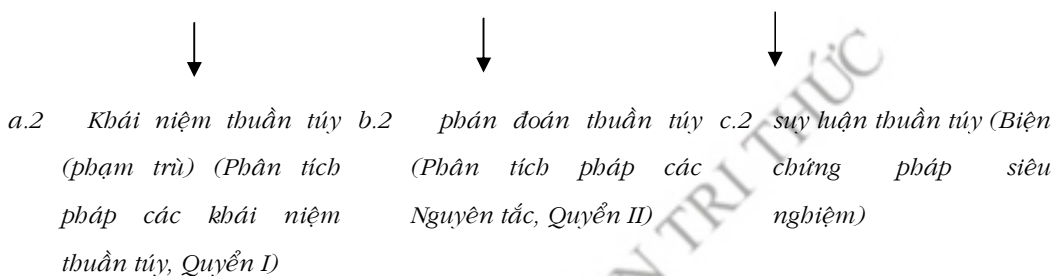 a.2 Khái niệm thuần túy
(phạm trù) (Phân tích
pháp các khái niệm
thuần túy, Quyển I)
b.2 phán đoán thuần túy
(Phân tích pháp các
Nguyên tắc, Quyển II)
c.2 suy luận thuần túy (Biện
chứng pháp siêu
nghiệm)
N TRI THỨC